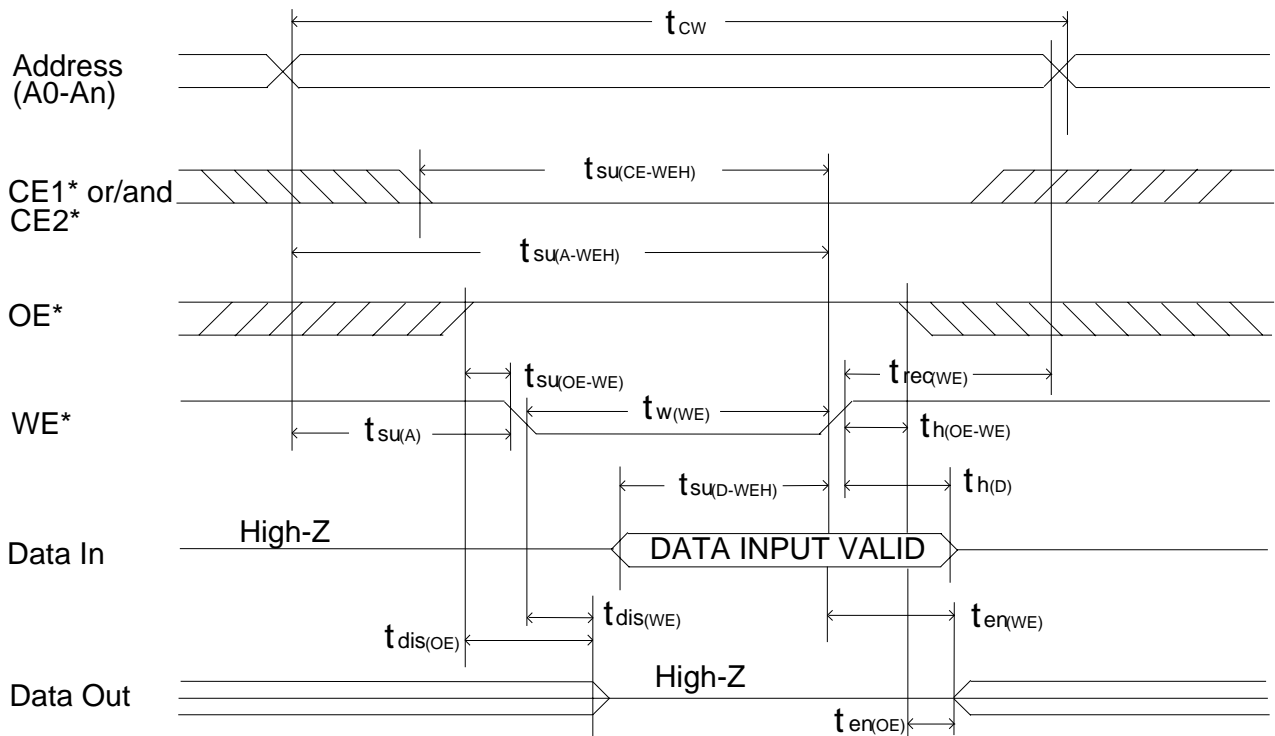 tCW
Address
(A0-An)
tsu(CE-WEH)
CE1* or/and
CE2*
tsu(A-WEH)
OE*
tsu(OE-WE)
trec(WE)
tw(WE)
WE*
tsu(A)
th(OE-WE)
tsu(D-WEH)
th(D)
High-Z
DATA INPUT VALID
Data In
tdis(WE)
ten(WE)
tdis(OE)
High-Z
Data Out
ten(OE)